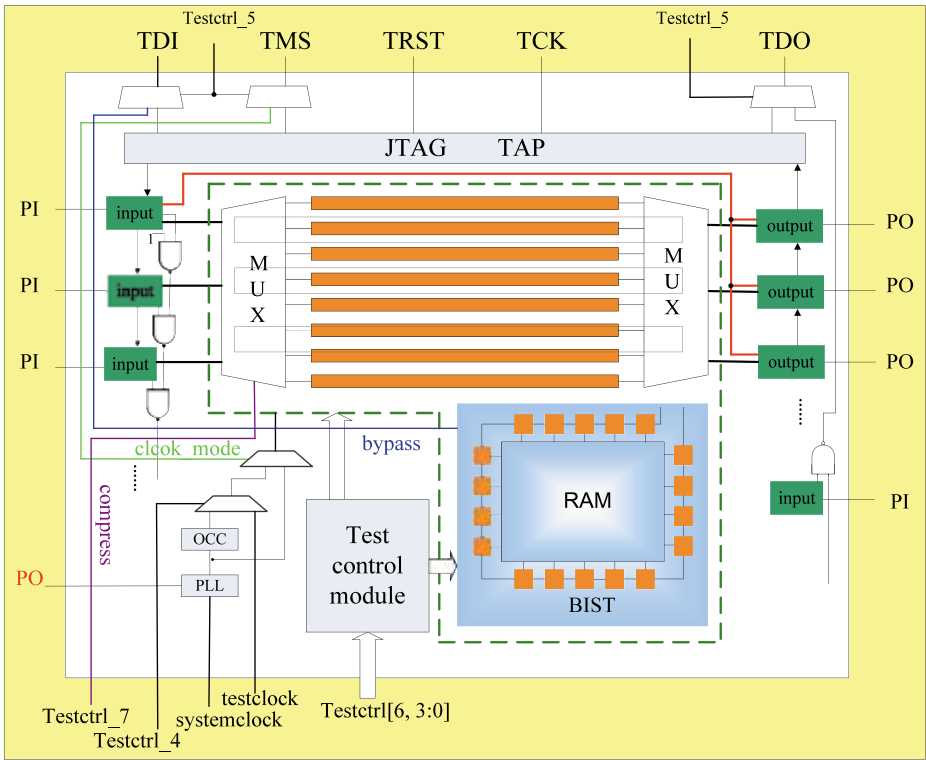 Testctrl_5
Testctrl_5
TDI
TMS
TRST
TCK
TDO
JTAG TAP
PI
input
output
PO
1
M
U
X
M
U
X
PI
input
output
PO
PI
input
output
PO
clcok_mode
bypass
compress
RAM
BIST
input
PI
OCC
PLL
PO
Test
control
module
testclock
systemclock
Testctrl_7
Testctrl_4
Testctrl[6, 3:0]